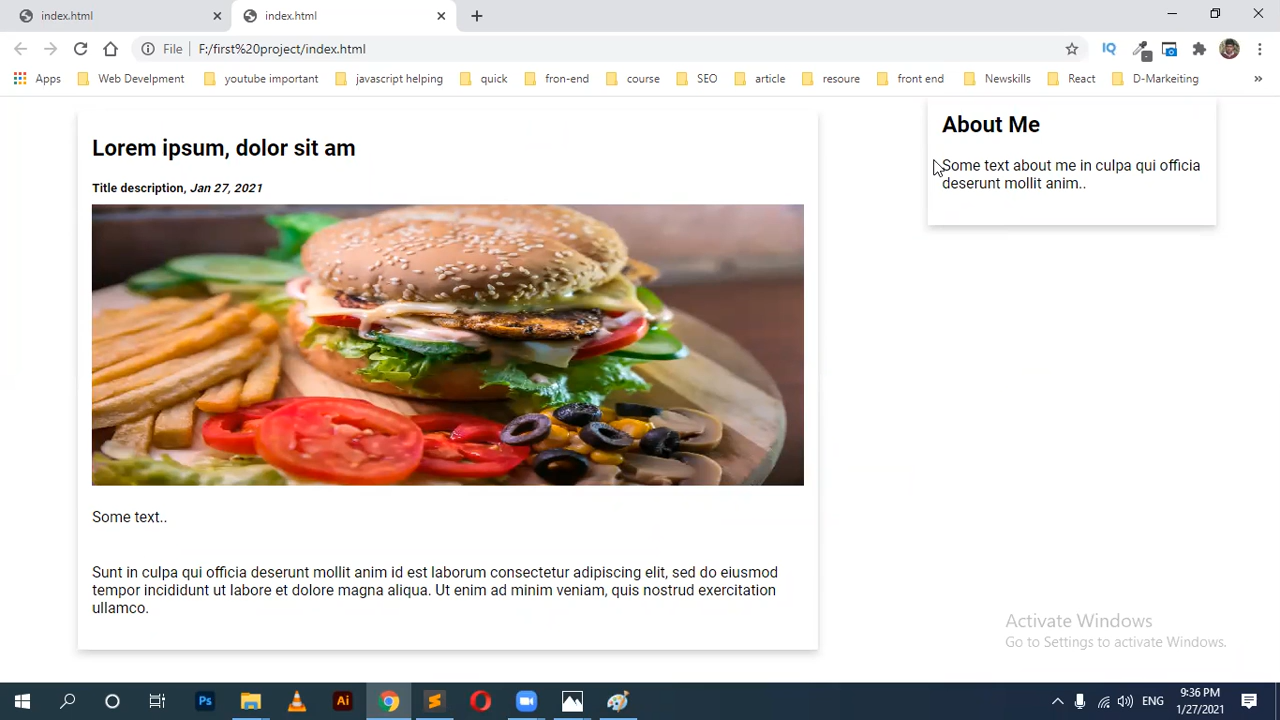 index.html
index.html
File F:/first%20project/index.html
Apps Web Develpment youtube important javascript helping quick fron-end course SEO article resoure front end Newskills React D-Markeiting »
Lorem ipsum, dolor sit am
Title description, Jan 27, 2021
Some text..
Sunt in culpa qui officia deserunt mollit anim id est laborum consectetur adipiscing elit, sed do eiusmod
tempor incididunt ut labore et dolore magna aliqua. Ut enim ad minim veniam, quis nostrud exercitation
ullamco.
About Me
Some text about me in culpa qui officia
deserunt mollit anim..
Activate Windows
Go to Settings to activate Windows.
Ps Ai ENG
9:36 PM
1/27/2021